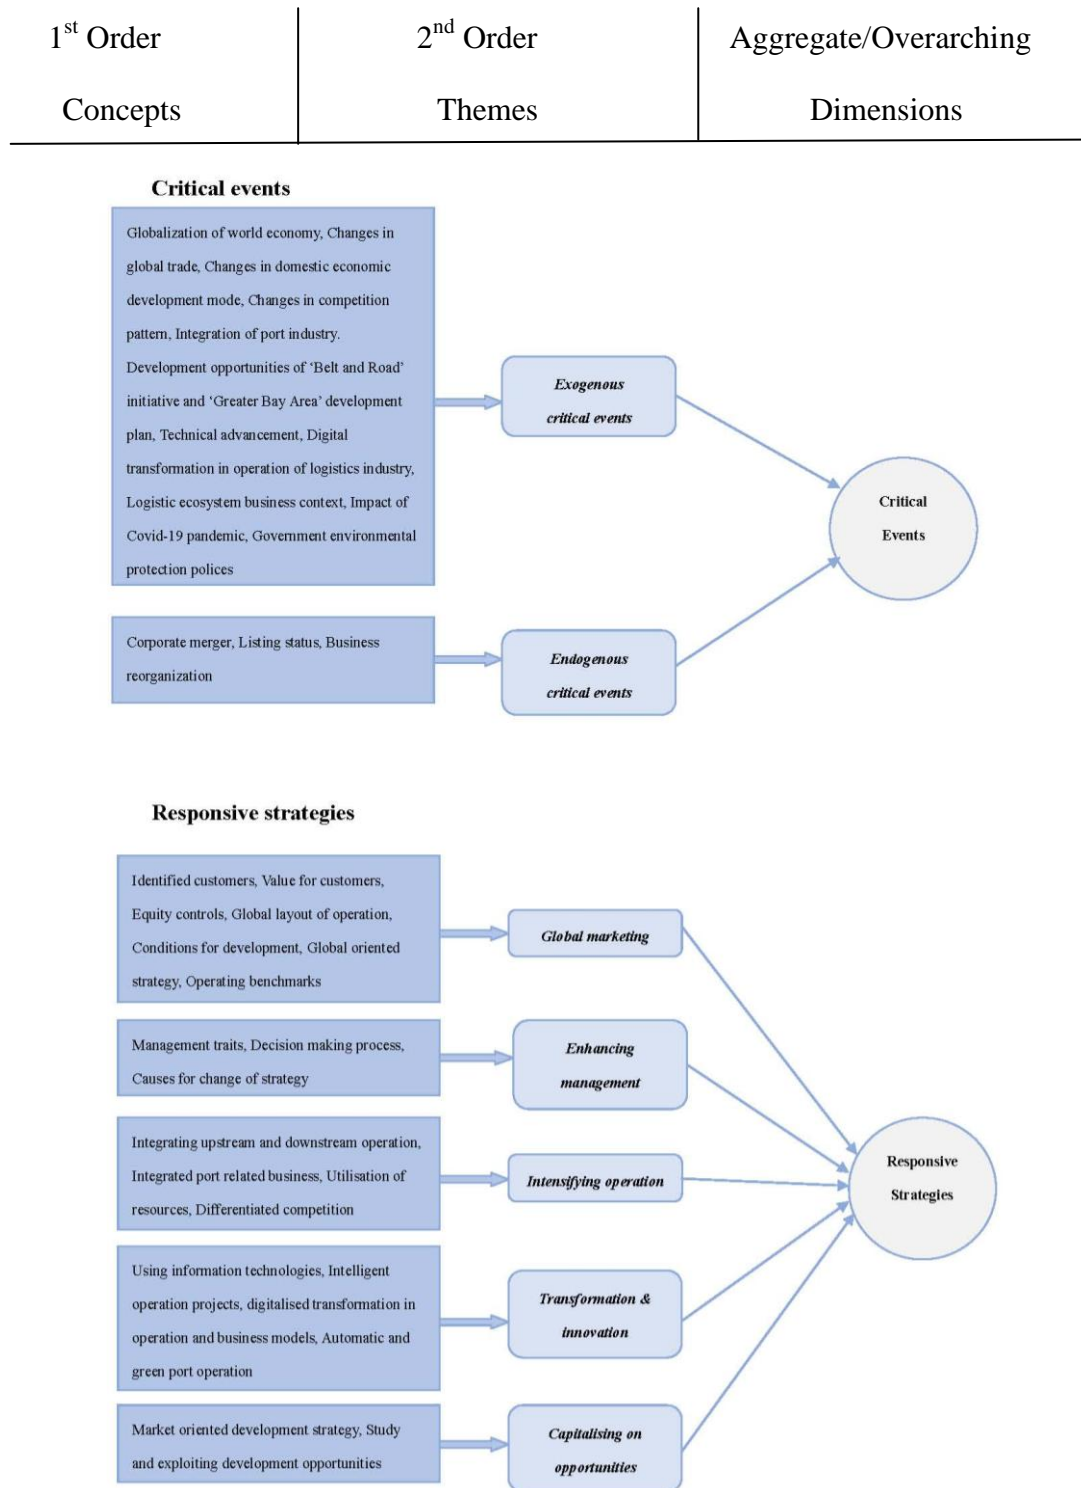 1st Order
Concepts
2nd Order
Themes
Aggregate/Overarching
Dimensions
Critical events
Globalization of world economy, Changes in
global trade, Changes in domestic economic
development mode, Changes in competition
pattern, Integration of port industry.
Development opportunities of ‘Belt and Road’
initiative and ‘Greater Bay Area’ development
plan, Technical advancement, Digital
transformation in operation of logistics industry,
Logistic ecosystem business context, Impact of
Covid-19 pandemic, Government environmental
protection polices
Exogenous
critical events
Critical
Events
Corporate merger, Listing status, Business
reorganization
Endogenous
critical events
Responsive strategies
Identified customers, Value for customers,
Equity controls, Global layout of operation,
Conditions for development, Global oriented
strategy, Operating benchmarks
Global marketing
Management traits, Decision making process,
Causes for change of strategy
Enhancing
management
Integrating upstream and downstream operation,
Integrated port related business, Utilisation of
resources, Differentiated competition
Intensifying operation
Responsive
Strategies
Using information technologies, Intelligent
operation projects, digitalised transformation in
operation and business models, Automatic and
green port operation
Transformation &
innovation
Market oriented development strategy, Study
and exploiting development opportunities
Capitalising on
opportunities